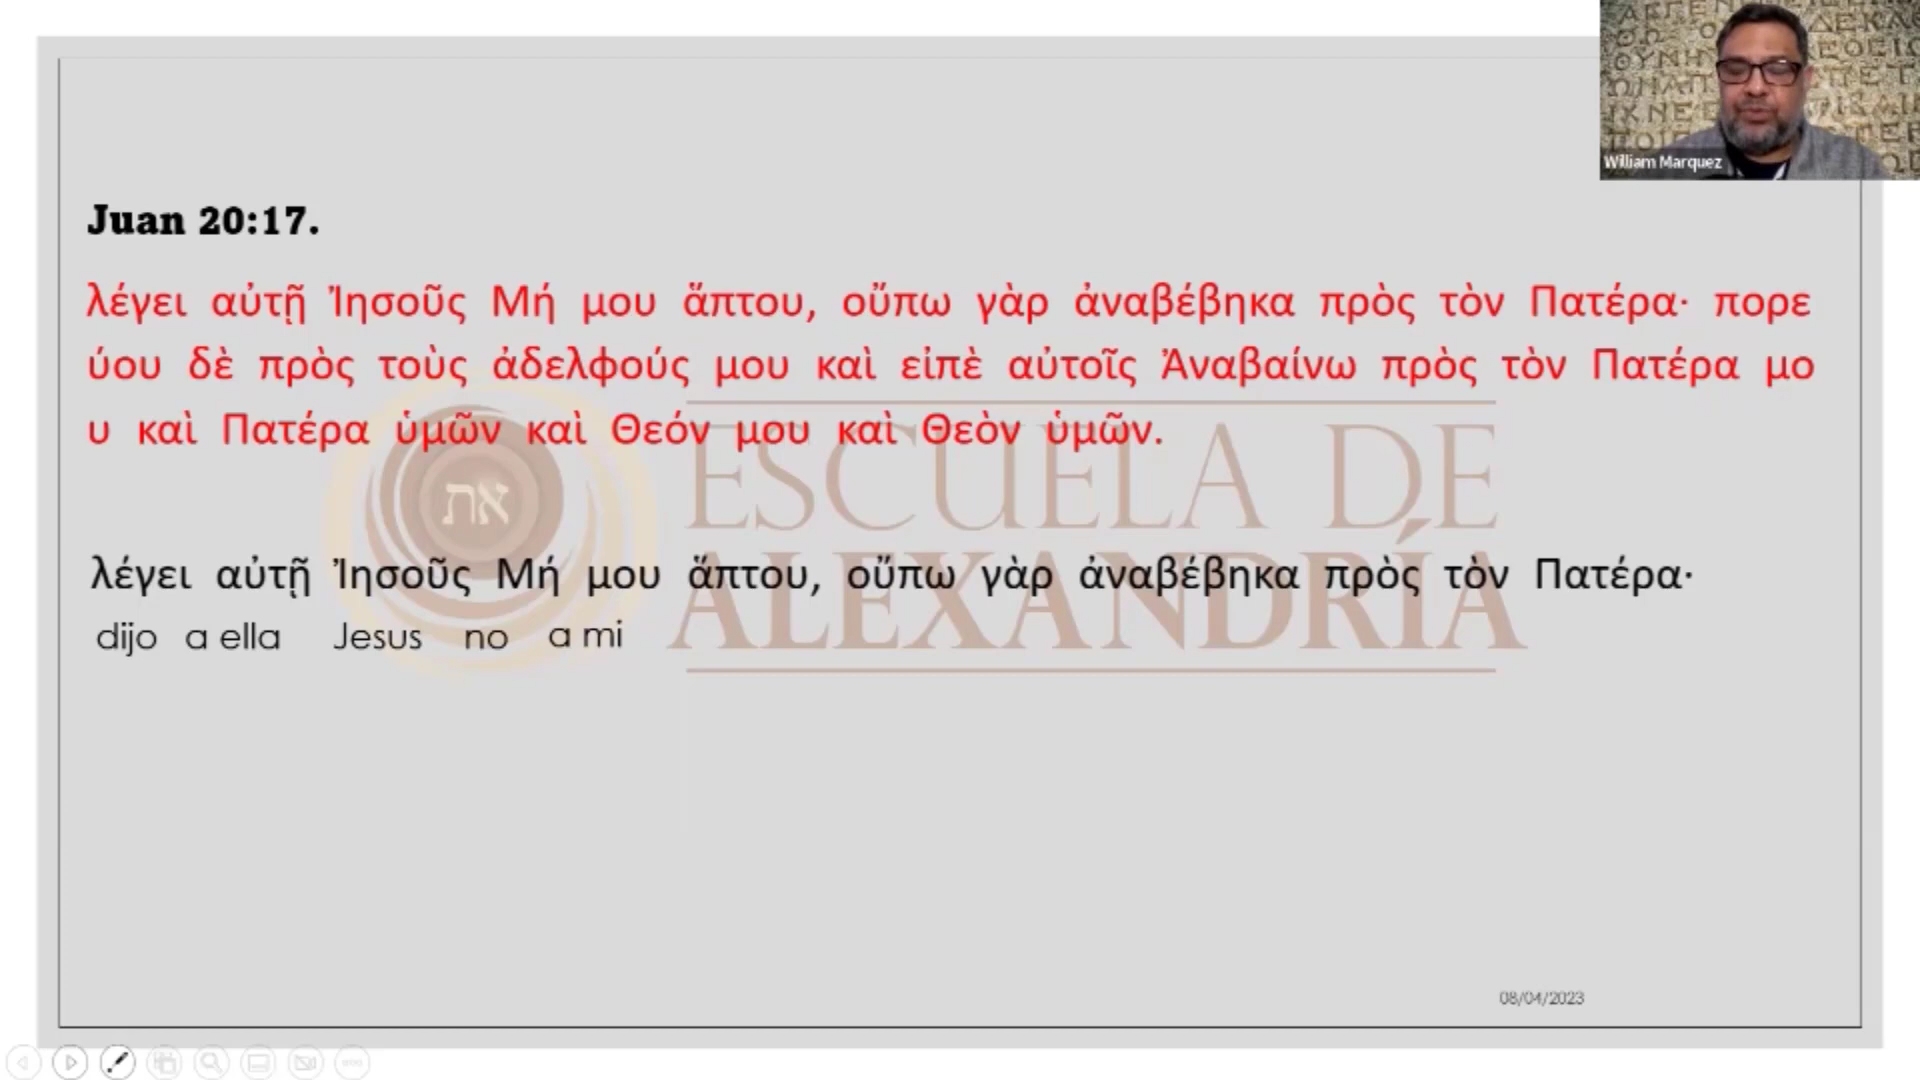 William Marquez
Juan 20:17.
λέγει αὐτῇ Ἰησοῦς Μή μου ἅπτου, οὔπω γὰρ ἀναβέβηκα πρὸς τὸν Πατέρα· πορε
ύου δὲ πρὸς τοὺς ἀδελφούς μου καὶ εἰπὲ αὐτοῖς Ἀναβαίνω πρὸς τὸν Πατέρα μο
υ καὶ Πατέρα ὑμῶν καὶ Θεόν μου καὶ Θεὸν ὑμῶν.
את
ESCUELA DE
ALEXANDRÍA
λέγει αὐτῇ Ἰησοῦς Μή μου ἅπτου, οὔπω γὰρ ἀναβέβηκα πρὸς τὸν Πατέρα·
dijo a ella Jesus no a mi
08/04/2023